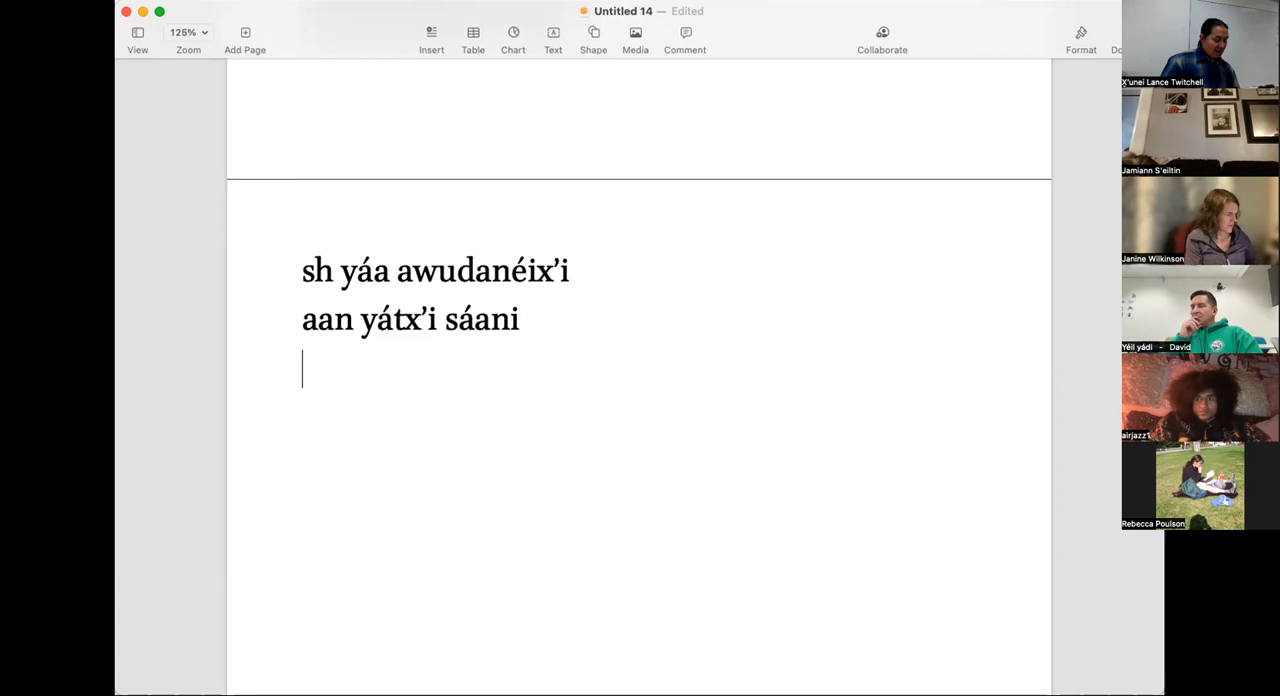 Untitled 14 — Edited
125%
View
Zoom
Add Page
Insert
Table
Chart
Text
Shape
Media
Comment
Collaborate
Format
sh yáa awudanéix’i
aan yátx’i sáani
X̱'unei Lance Twitchell
Jamiann S'eiltin
Janine Wilkinson
Yéil yádi - David
airjazz1
Rebecca Poulson